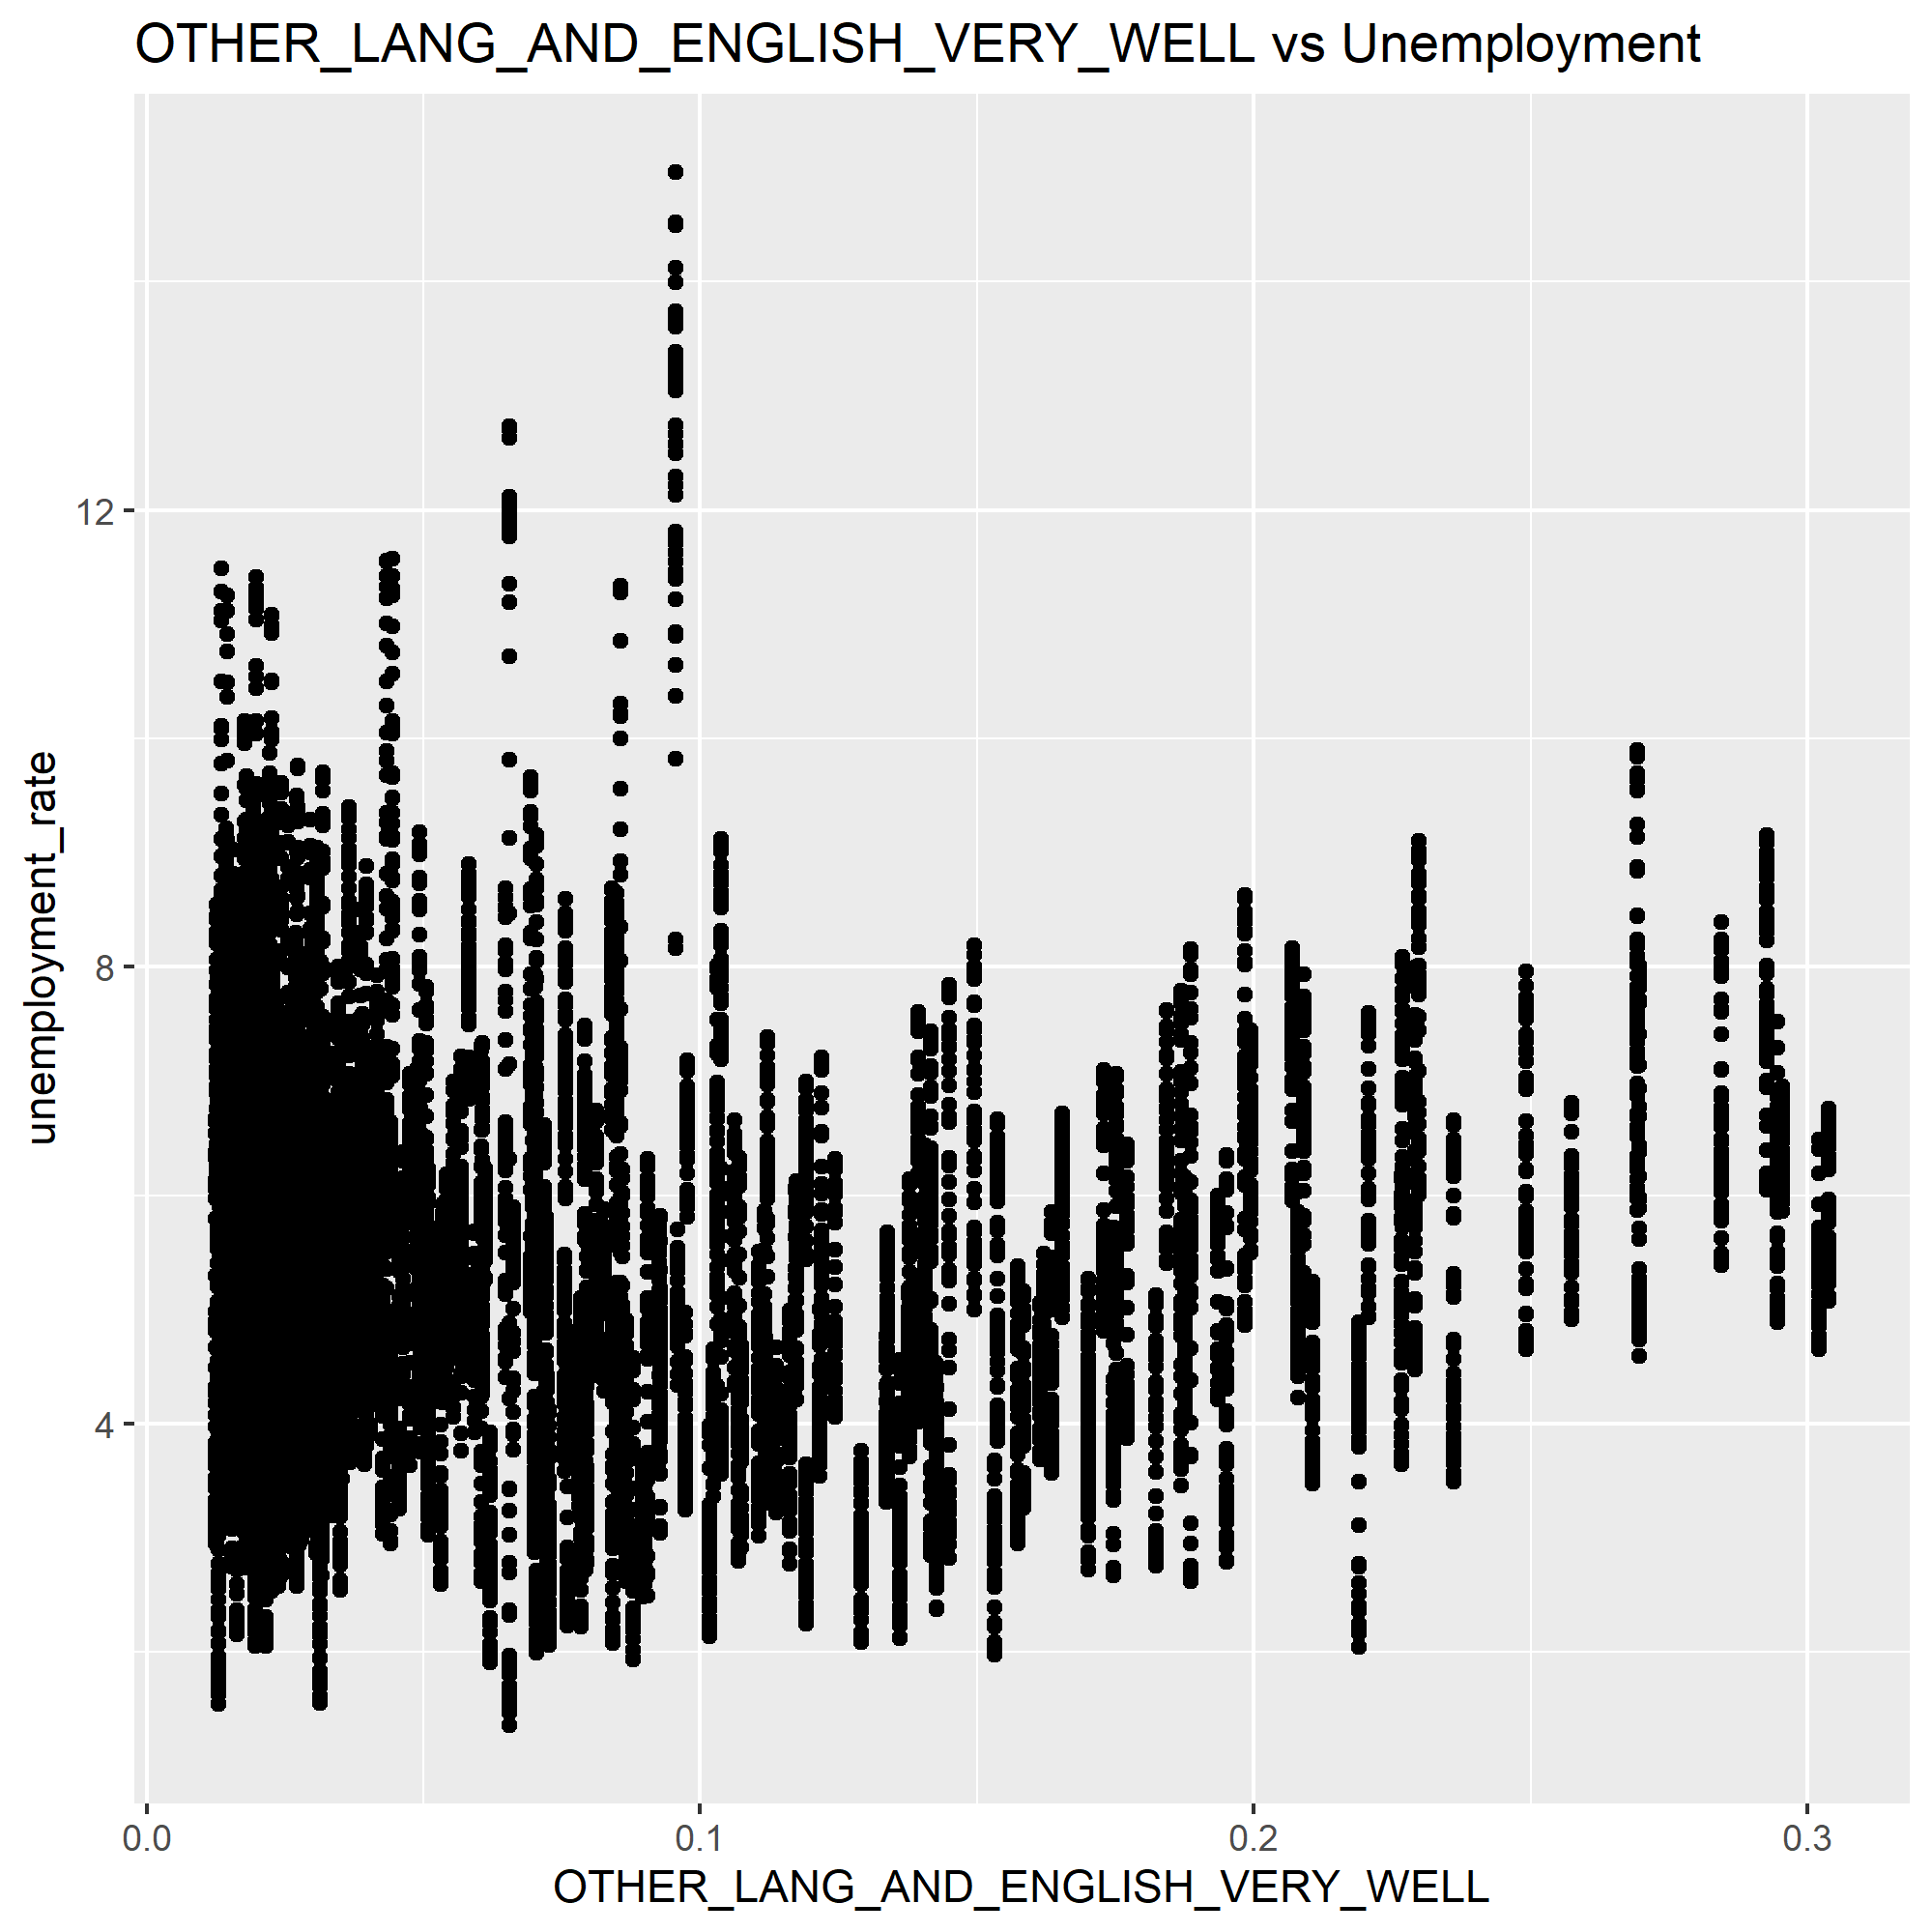 OTHER_LANG_AND_ENGLISH_VERY_WELL vs Unemployment
unemployment_rate
12
8
4
0.0
0.1
0.2
0.3
OTHER_LANG_AND_ENGLISH_VERY_WELL